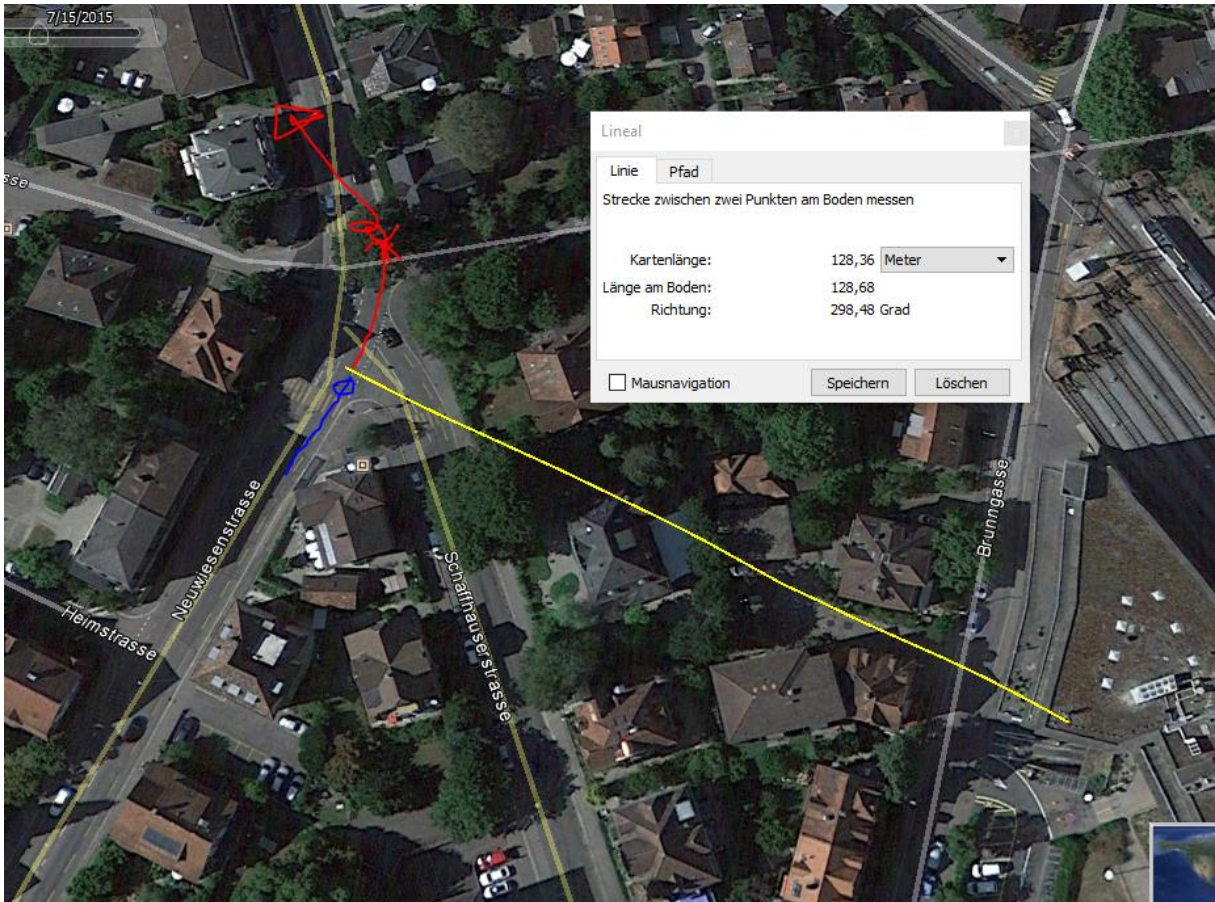 7/15/2015
Lineal
Linie Pfad
Strecke zwischen zwei Punkten am Boden messen
Kartenlänge: 128,36 Meter
Länge am Boden: 128,68
Richtung: 298,48 Grad
Mausnavigation Speichern Löschen
sse
Neuwiesenstrasse
Heimstrasse
Schaffhauserstrasse
Brunngasse